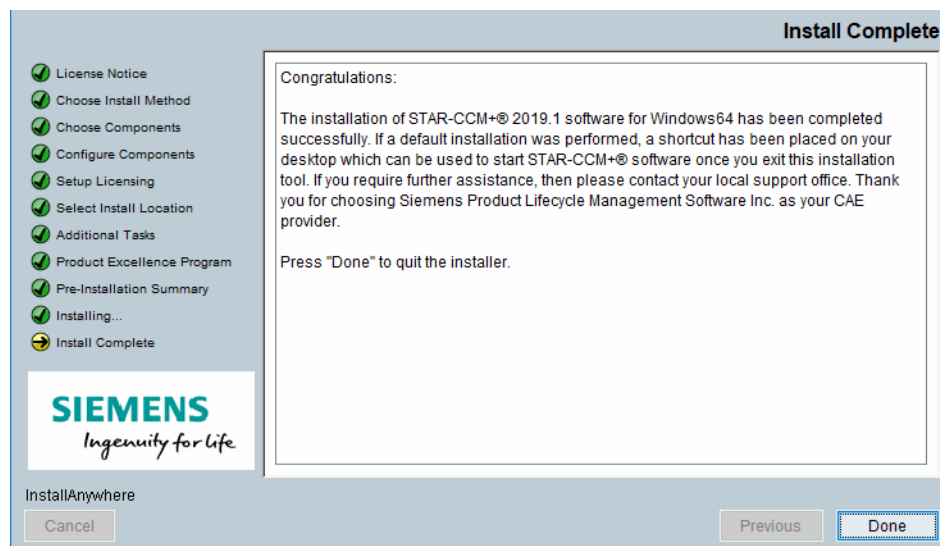 Install Complete
License Notice
Choose Install Method
Choose Components
Configure Components
Setup Licensing
Select Install Location
Additional Tasks
Product Excellence Program
Pre-Installation Summary
Installing...
Install Complete
Congratulations:
The installation of STAR-CCM+® 2019.1 software for Windows64 has been completed
successfully. If a default installation was performed, a shortcut has been placed on your
desktop which can be used to start STAR-CCM+® software once you exit this installation
tool. If you require further assistance, then please contact your local support office. Thank
you for choosing Siemens Product Lifecycle Management Software Inc. as your CAE
provider.
Press "Done" to quit the installer.
SIEMENS
Ingenuity for life
InstallAnywhere
Cancel
Previous
Done